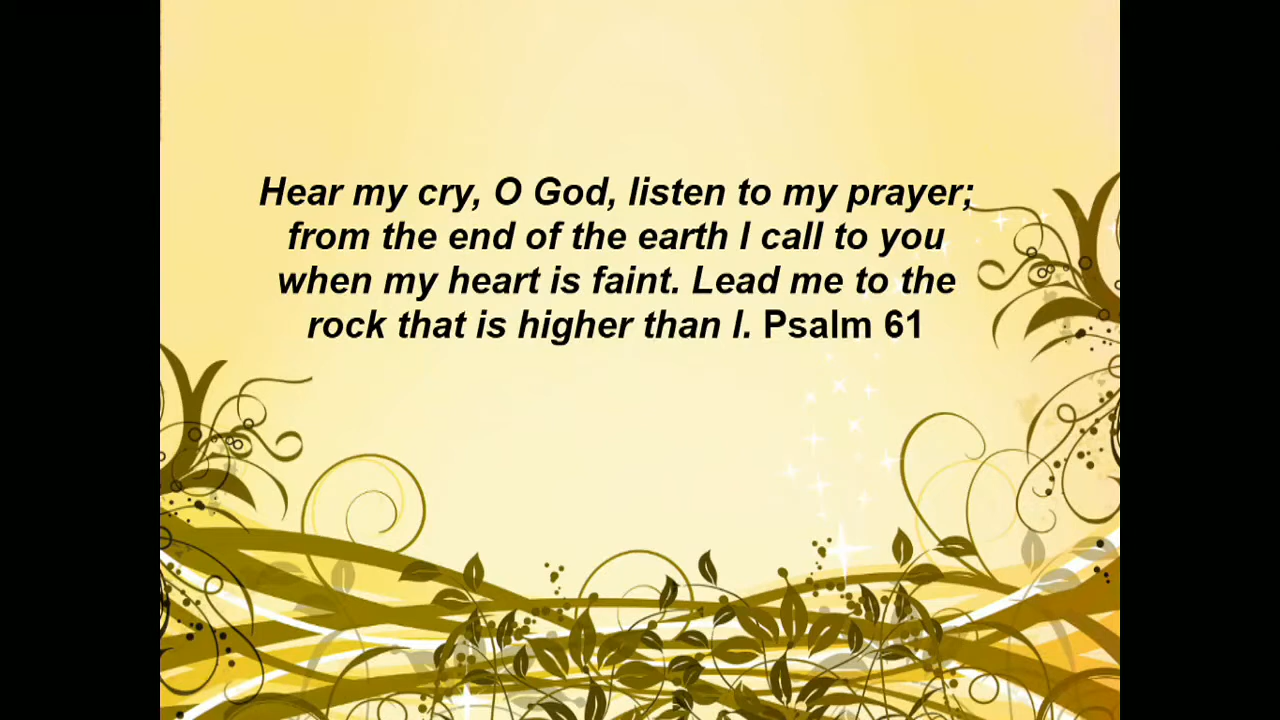 Hear my cry, O God, listen to my prayer;
from the end of the earth I call to you
when my heart is faint. Lead me to the
rock that is higher than I. Psalm 61